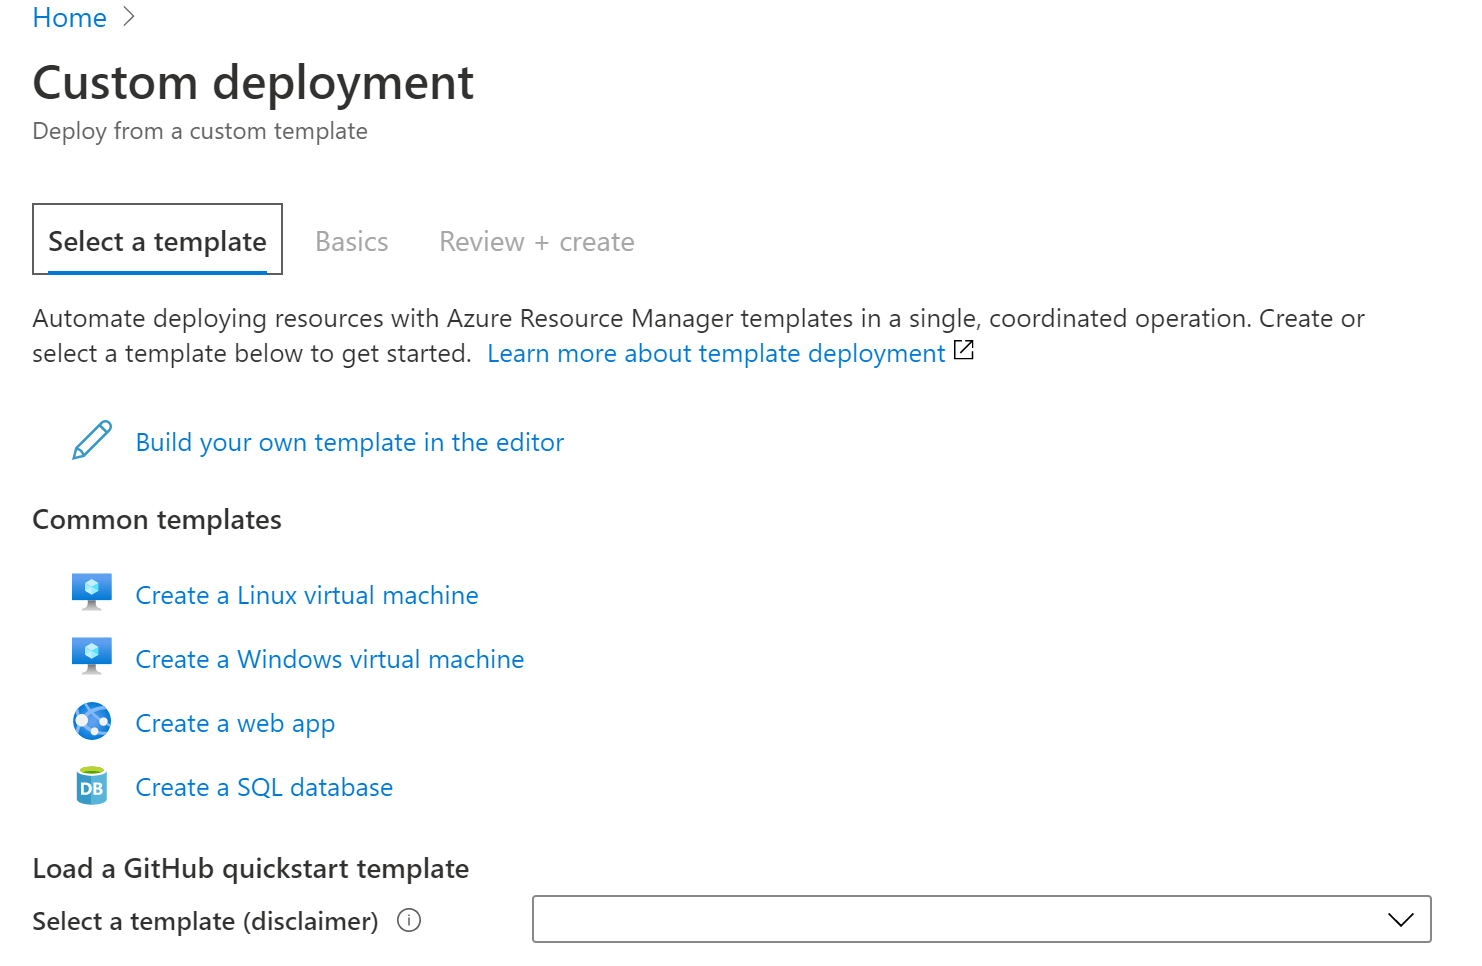 Home
Custom deployment
Deploy from a custom template
Select a template Basics Review + create
Automate deploying resources with Azure Resource Manager templates in a single, coordinated operation. Create or
select a template below to get started. Learn more about template deployment
Build your own template in the editor
Common templates
Create a Linux virtual machine
Create a Windows virtual machine
Create a web app
DB Create a SQL database
Load a GitHub quickstart template
Select a template (disclaimer)